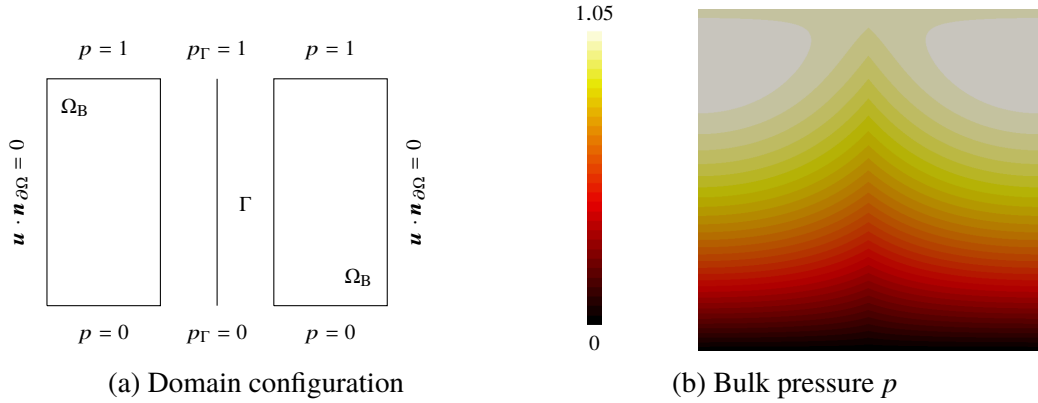 p = 1
p_Γ = 1
p = 1
Ω_B
u · n_∂Ω = 0
Γ
u · n_∂Ω = 0
Ω_B
p = 0
p_Γ = 0
p = 0
(a) Domain configuration
1.05
0
(b) Bulk pressure p